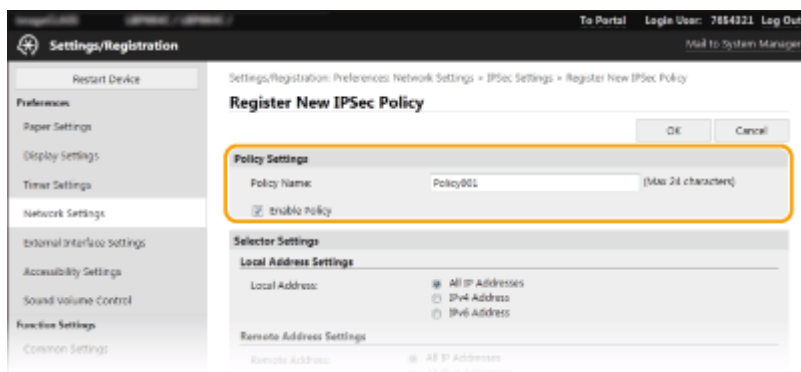 To Portal Login User: 7654321 Log Out
Settings/Registration
Mail to System Manager
Restart Device
Preferences
Paper Settings
Display Settings
Timer Settings
Network Settings
External Interface Settings
Accessibility Settings
Sound Volume Control
Function Settings
Common Settings
Settings/Registration: Preferences: Network Settings > IPSec Settings > Register New IPSec Policy
Register New IPSec Policy
OK Cancel
Policy Settings
Policy Name: Policy001 (Max 24 characters)
Enable Policy
Selector Settings
Local Address Settings
Local Address: All IP Addresses
IPv4 Address
IPv6 Address
Remote Address Settings
Remote Address: All IP Addresses